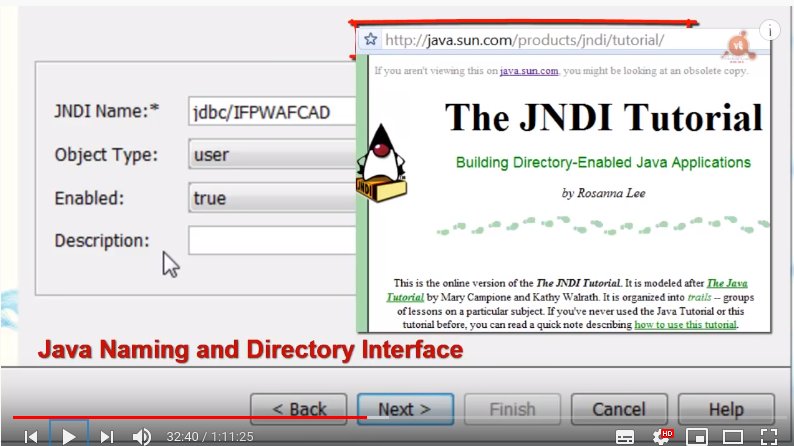 http://java.sun.com/products/jndi/tutorial/
i
If you aren't viewing this on java.sun.com, you might be looking at an obsolete copy.
JNDI Name:* jdbc/IFPWAFCAD
Object Type: user
Enabled: true
Description:
The JNDI Tutorial
Building Directory-Enabled Java Applications
by Rosanna Lee
JNDI
This is the online version of the The JNDI Tutorial. It is modeled after The Java
Tutorial by Mary Campione and Kathy Walrath. It is organized into trails -- groups
of lessons on a particular subject. If you've never used the Java Tutorial or this
tutorial before, you can read a quick note describing how to use this tutorial.
Java Naming and Directory Interface
< Back Next > Finish Cancel Help
32:40 / 1:11:25 HD